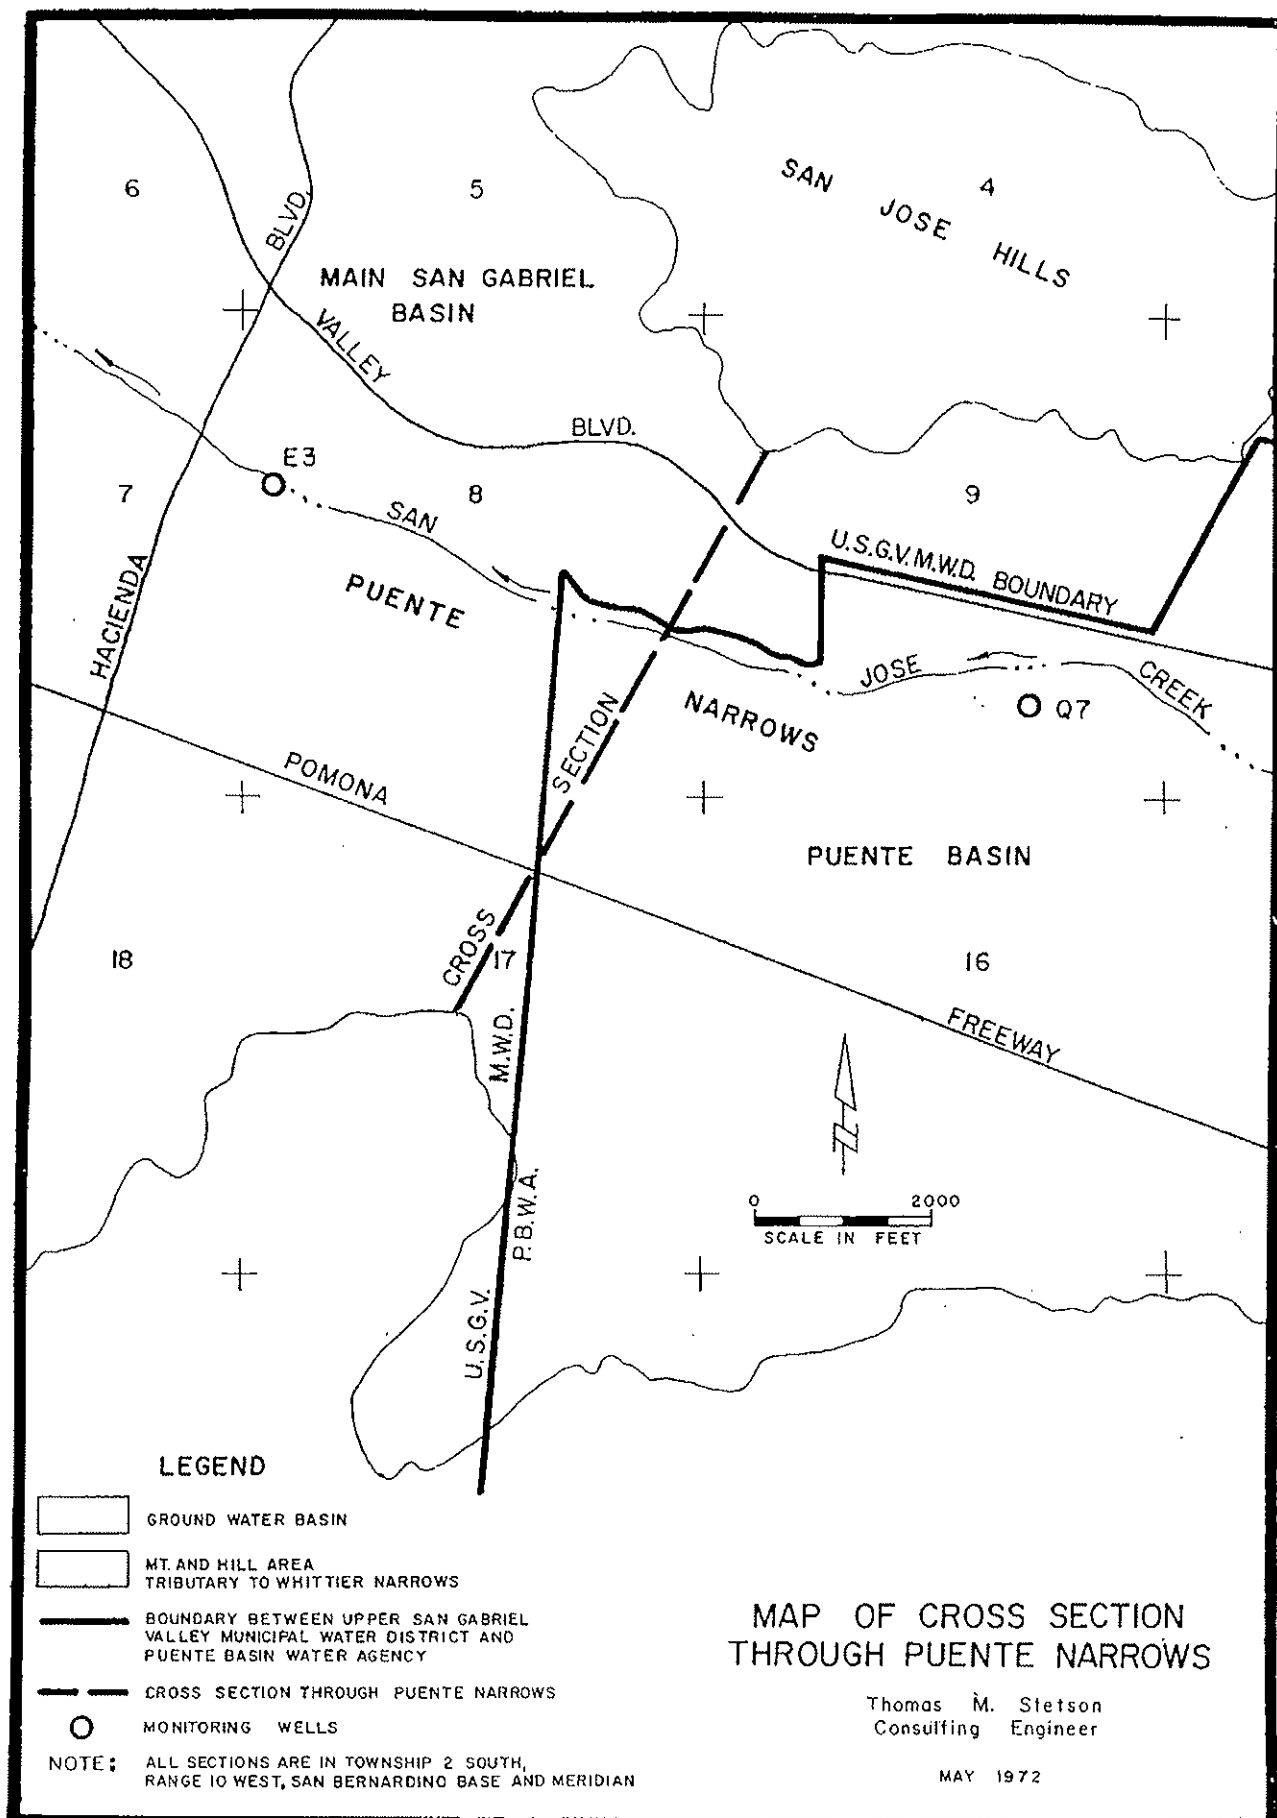 SAN JOSE HILLS
6
5
4
BLVD.
MAIN SAN GABRIEL
BASIN
VALLEY
BLVD.
E3
7
8
9
SAN
U.S.G.V.M.W.D. BOUNDARY
PUENTE
HACIENDA
JOSE
CREEK
NARROWS
Q7
SECTION
POMONA
PUENTE BASIN
CROSS
18
17
16
FREEWAY
M.W.D.
P.B.W.A.
U.S.G.V.
0 2000
SCALE IN FEET
LEGEND
GROUND WATER BASIN
MT. AND HILL AREA
TRIBUTARY TO WHITTIER NARROWS
BOUNDARY BETWEEN UPPER SAN GABRIEL
VALLEY MUNICIPAL WATER DISTRICT AND
PUENTE BASIN WATER AGENCY
CROSS SECTION THROUGH PUENTE NARROWS
MONITORING WELLS
NOTE: ALL SECTIONS ARE IN TOWNSHIP 2 SOUTH,
RANGE 10 WEST, SAN BERNARDINO BASE AND MERIDIAN
MAP OF CROSS SECTION
THROUGH PUENTE NARROWS
Thomas M. Stetson
Consulting Engineer
MAY 1972